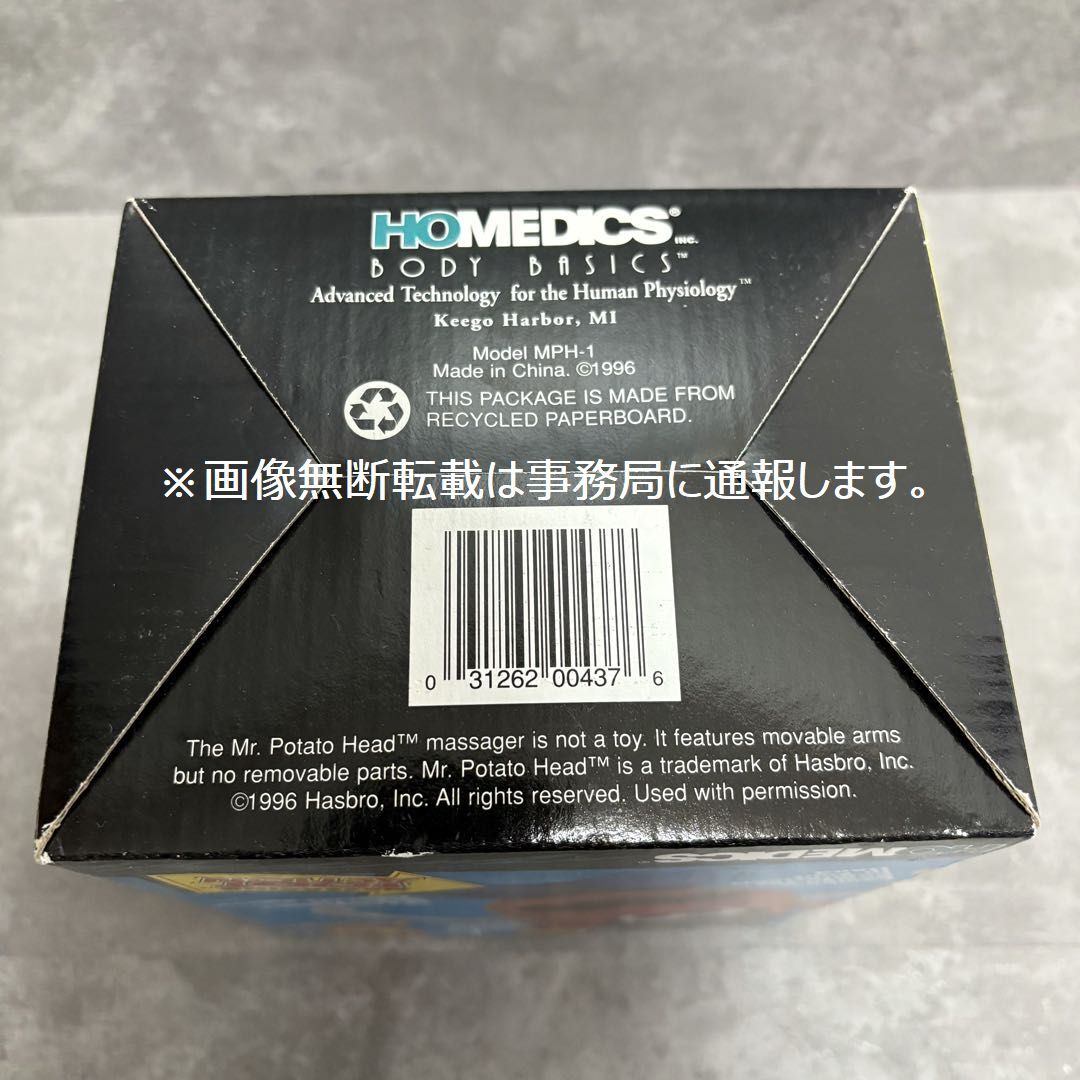 HOMEDICS® INC.
BODY BASICS™
Advanced Technology for the Human Physiology™
Keego Harbor, MI
Model MPH-1
Made in China. ©1996
THIS PACKAGE IS MADE FROM
RECYCLED PAPERBOARD.
※画像無断転載は事務局に通報します。
0 31262 00437 6
The Mr. Potato Head™ massager is not a toy. It features movable arms
but no removable parts. Mr. Potato Head™ is a trademark of Hasbro, Inc.
©1996 Hasbro, Inc. All rights reserved. Used with permission.
MEDICS